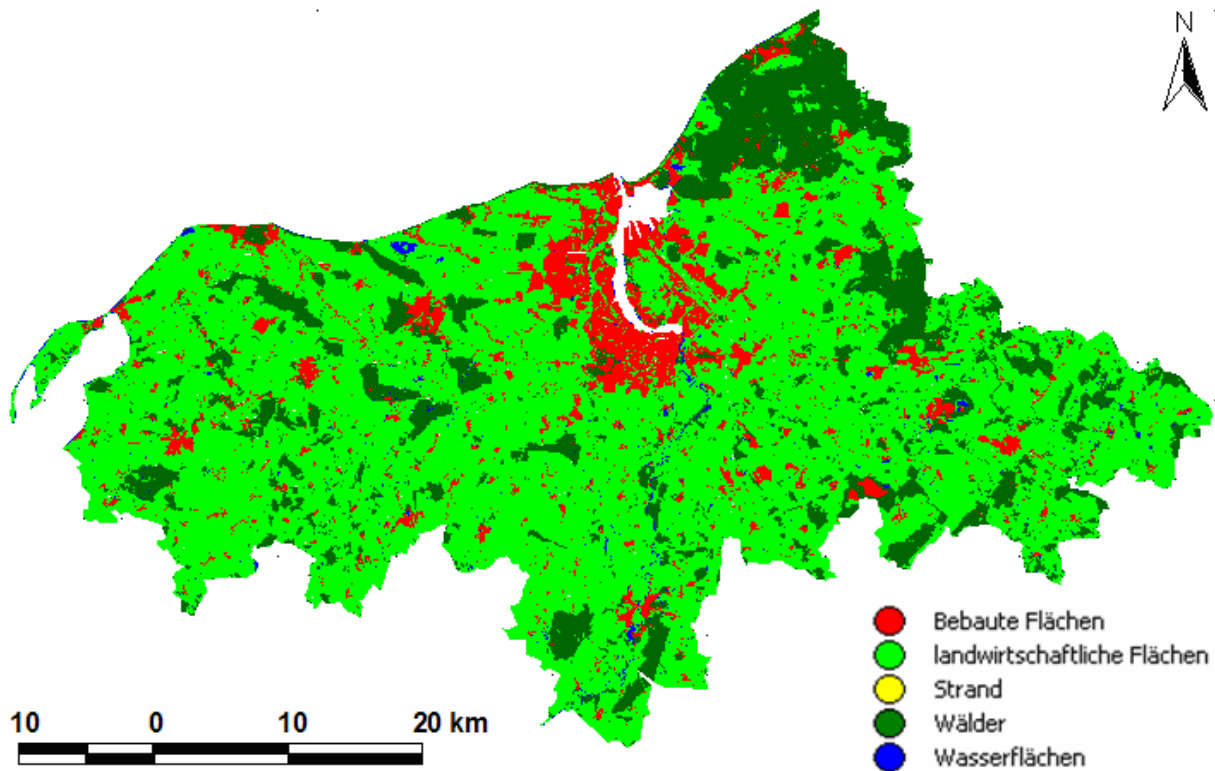 N
Bebaute Flächen
landwirtschaftliche Flächen
Strand
Wälder
Wasserflächen
10 0 10 20 km